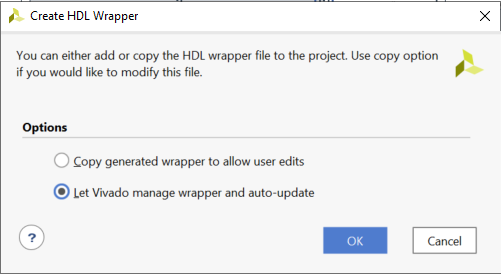 Create HDL Wrapper
You can either add or copy the HDL wrapper file to the project. Use copy option
if you would like to modify this file.
Options
Copy generated wrapper to allow user edits
Let Vivado manage wrapper and auto-update
?
OK
Cancel